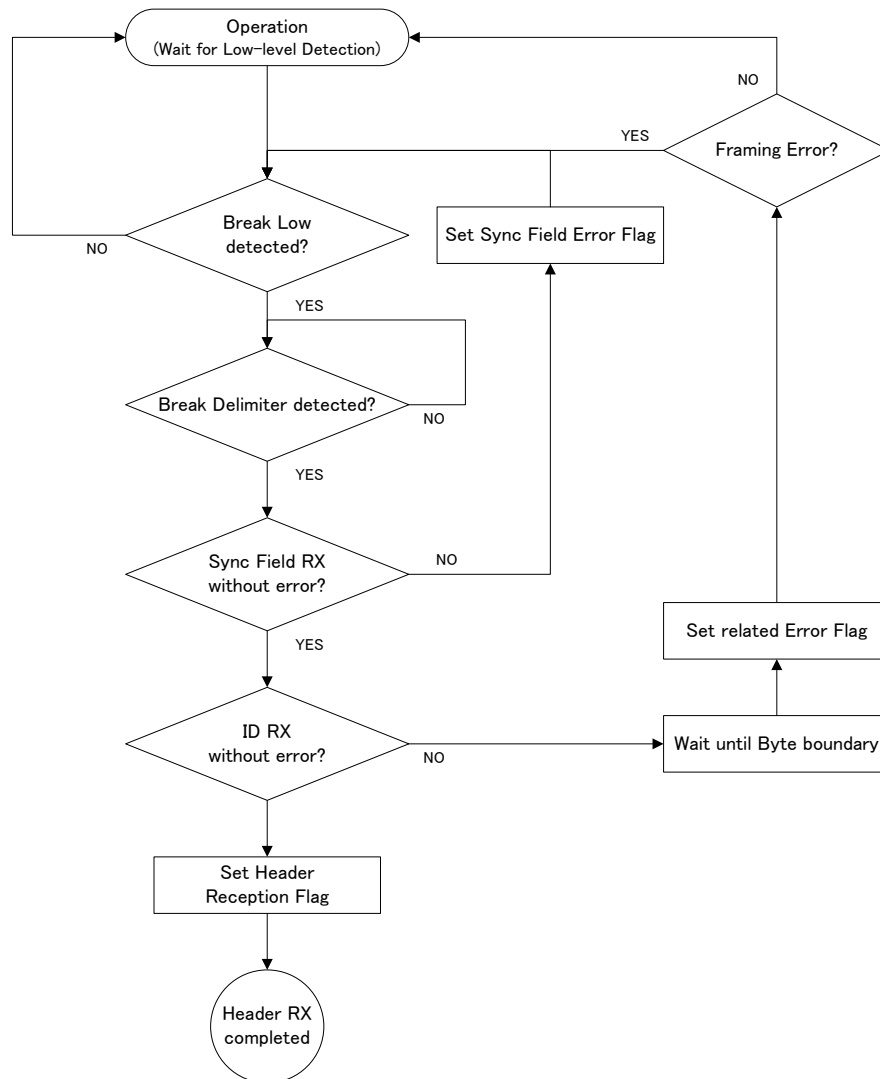 Operation
(Wait for Low-level Detection)
NO
YES
Framing Error?
Break Low
detected?
NO
Set Sync Field Error Flag
YES
Break Delimiter detected?
NO
YES
Sync Field RX
without error?
NO
YES
Set related Error Flag
ID RX
without error?
NO
Wait until Byte boundary
Set Header
Reception Flag
Header RX
completed